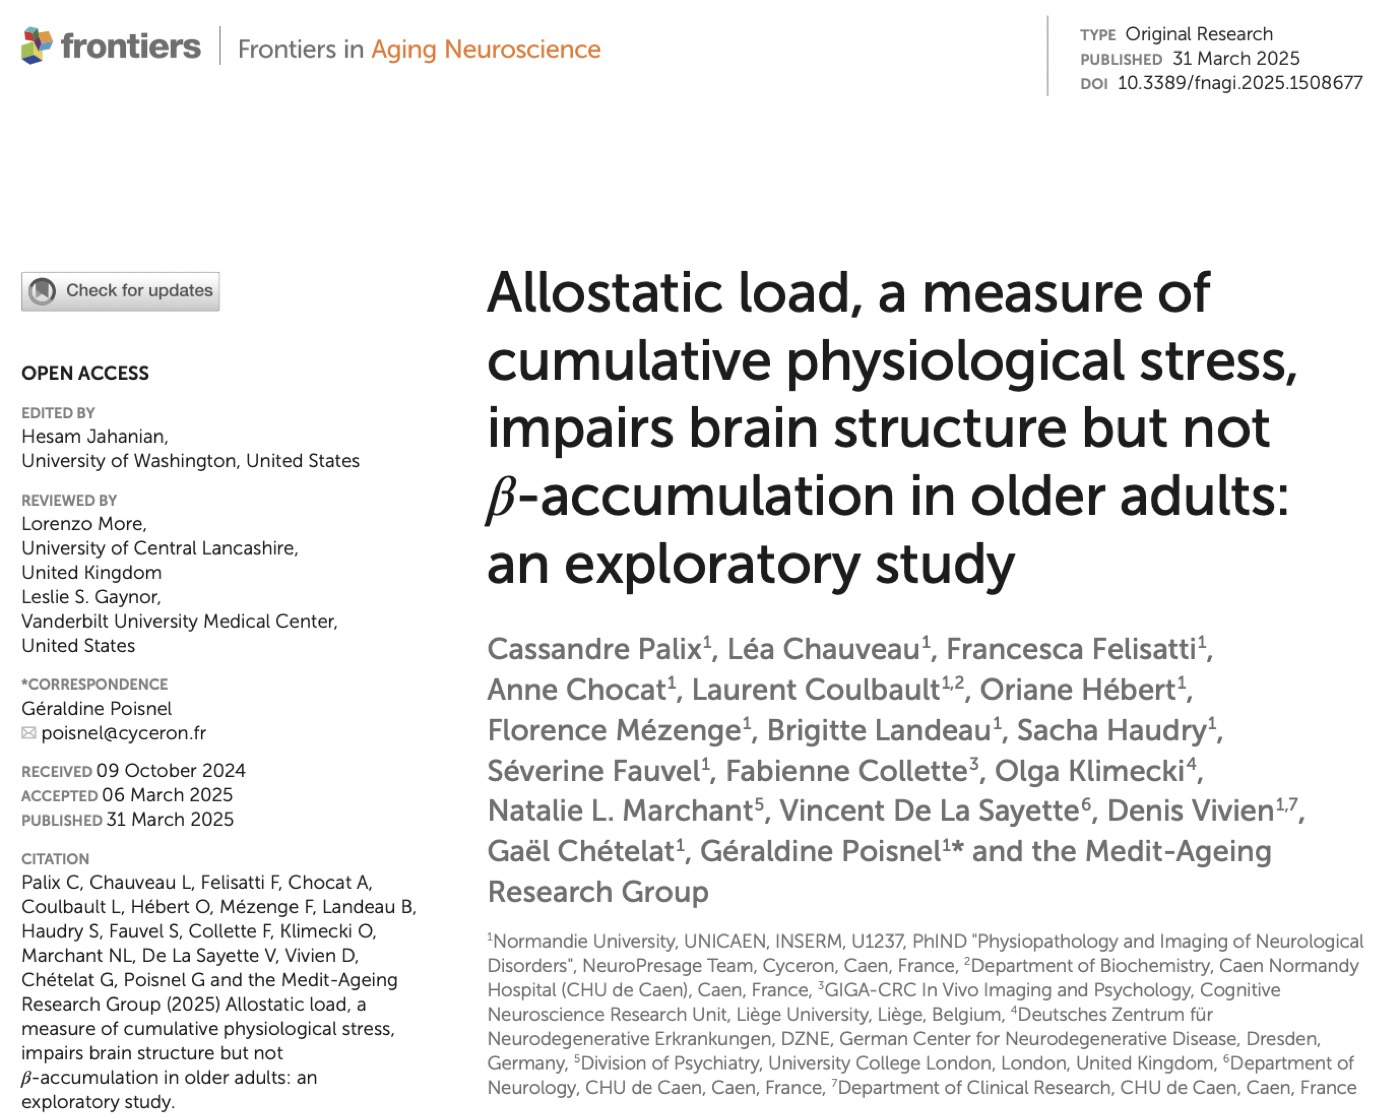 frontiers | Frontiers in Aging Neuroscience
TYPE Original Research
PUBLISHED 31 March 2025
DOI 10.3389/fnagi.2025.1508677
Check for updates
OPEN ACCESS
EDITED BY
Hesam Jahanian,
University of Washington, United States
REVIEWED BY
Lorenzo More,
University of Central Lancashire,
United Kingdom
Leslie S. Gaynor,
Vanderbilt University Medical Center,
United States
*CORRESPONDENCE
Géraldine Poisnel
poisnel@cyceron.fr
RECEIVED 09 October 2024
ACCEPTED 06 March 2025
PUBLISHED 31 March 2025
CITATION
Palix C, Chauveau L, Felisatti F, Chocat A,
Coulbault L, Hébert O, Mézenge F, Landeau B,
Haudry S, Fauvel S, Collette F, Klimecki O,
Marchant NL, De La Sayette V, Vivien D,
Chételat G, Poisnel G and the Medit-Ageing
Research Group (2025) Allostatic load, a
measure of cumulative physiological stress,
impairs brain structure but not
β-accumulation in older adults: an
exploratory study.
Allostatic load, a measure of
cumulative physiological stress,
impairs brain structure but not
β-accumulation in older adults:
an exploratory study
Cassandre Palix¹, Léa Chauveau¹, Francesca Felisatti¹,
Anne Chocat¹, Laurent Coulbault¹,², Oriane Hébert¹,
Florence Mézenge¹, Brigitte Landeau¹, Sacha Haudry¹,
Séverine Fauvel¹, Fabienne Collette³, Olga Klimecki⁴,
Natalie L. Marchant⁵, Vincent De La Sayette⁶, Denis Vivien¹,⁷,
Gaël Chételat¹, Géraldine Poisnel¹* and the Medit-Ageing
Research Group
¹Normandie University, UNICAEN, INSERM, U1237, PhIND "Physiopathology and Imaging of Neurological
Disorders", NeuroPresage Team, Cyceron, Caen, France, ²Department of Biochemistry, Caen Normandy
Hospital (CHU de Caen), Caen, France, ³GIGA-CRC In Vivo Imaging and Psychology, Cognitive
Neuroscience Research Unit, Liège University, Liège, Belgium, ⁴Deutsches Zentrum für
Neurodegenerative Erkrankungen, DZNE, German Center for Neurodegenerative Disease, Dresden,
Germany, ⁵Division of Psychiatry, University College London, London, United Kingdom, ⁶Department of
Neurology, CHU de Caen, Caen, France, ⁷Department of Clinical Research, CHU de Caen, Caen, France